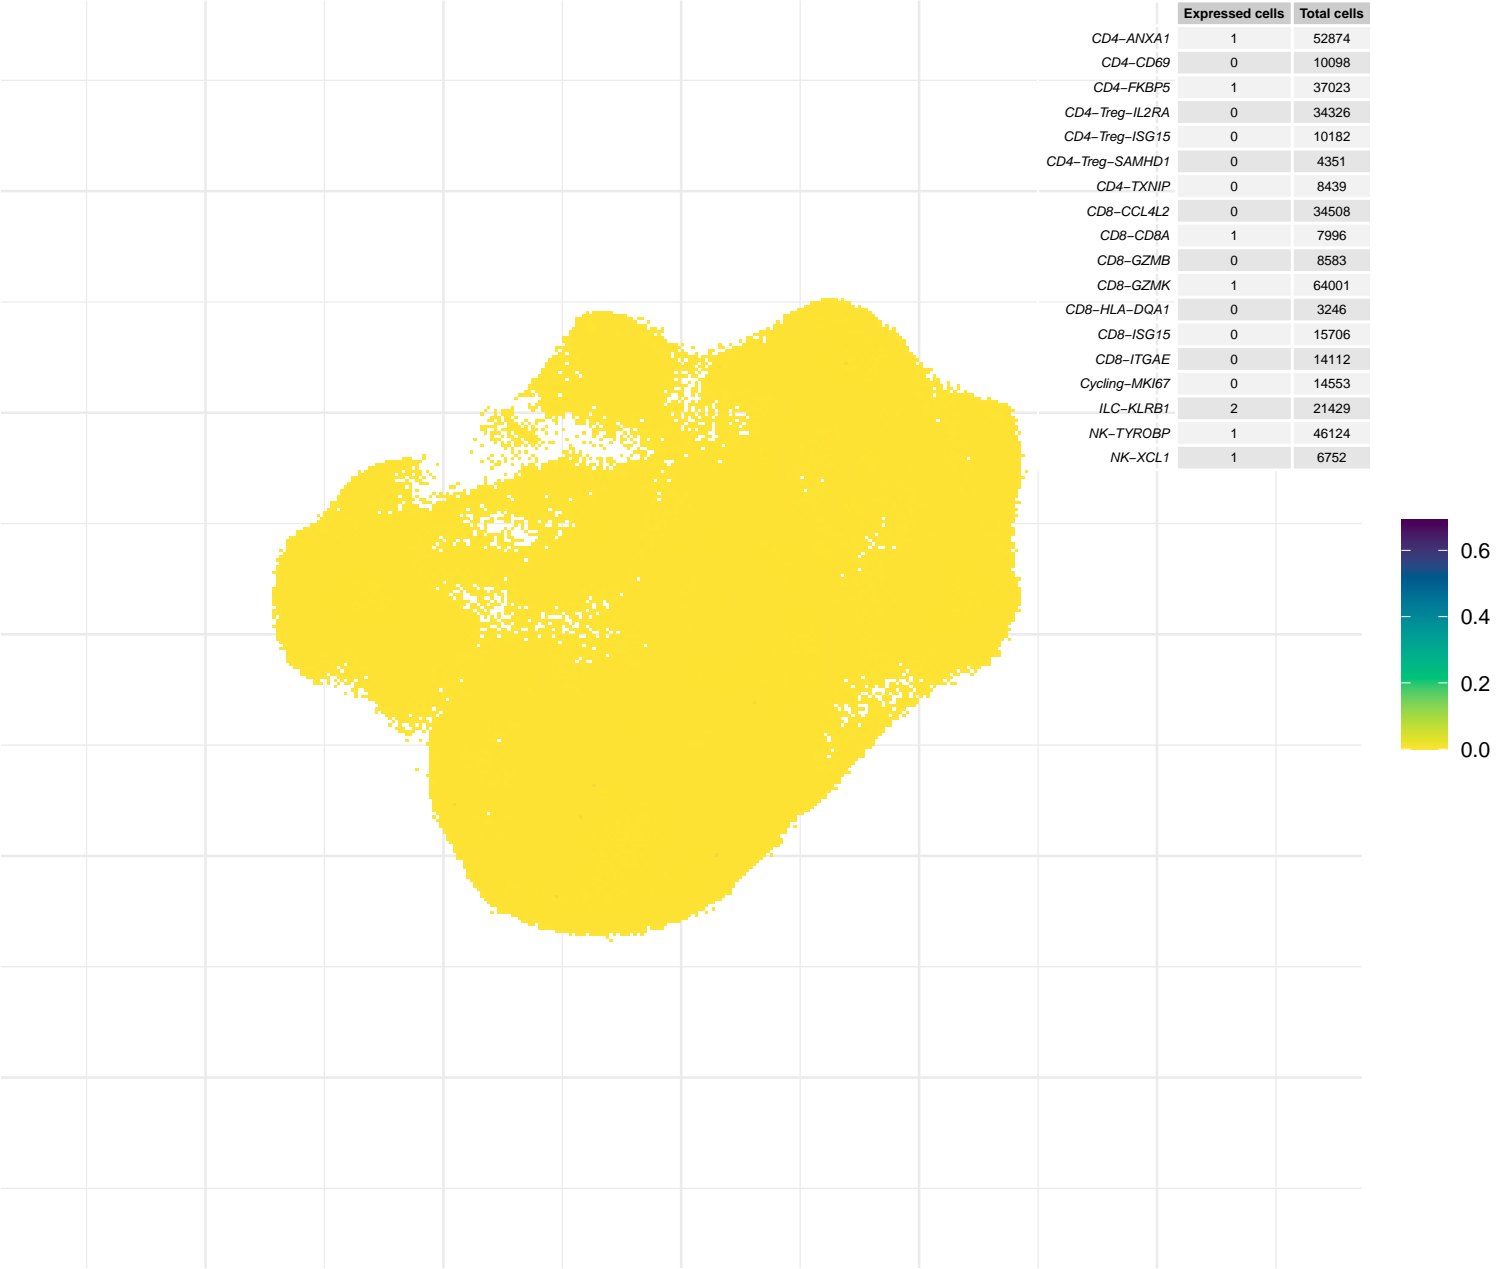 Expressed cells Total cells
CD4−ANXA1 1 52874
CD4−CD69 0 10098
CD4−FKBP5 1 37023
CD4−Treg−IL2RA 0 34326
CD4−Treg−ISG15 0 10182
CD4−Treg−SAMHD1 0 4351
CD4−TXNIP 0 8439
CD8−CCL4L2 0 34508
CD8−CD8A 1 7996
CD8−GZMB 0 8583
CD8−GZMK 1 64001
CD8−HLA−DQA1 0 3246
CD8−ISG15 0 15706
CD8−ITGAE 0 14112
Cycling−MKI67 0 14553
ILC−KLRB1 2 21429
NK−TYROBP 1 46124
NK−XCL1 1 6752
0.6
0.4
0.2
0.0